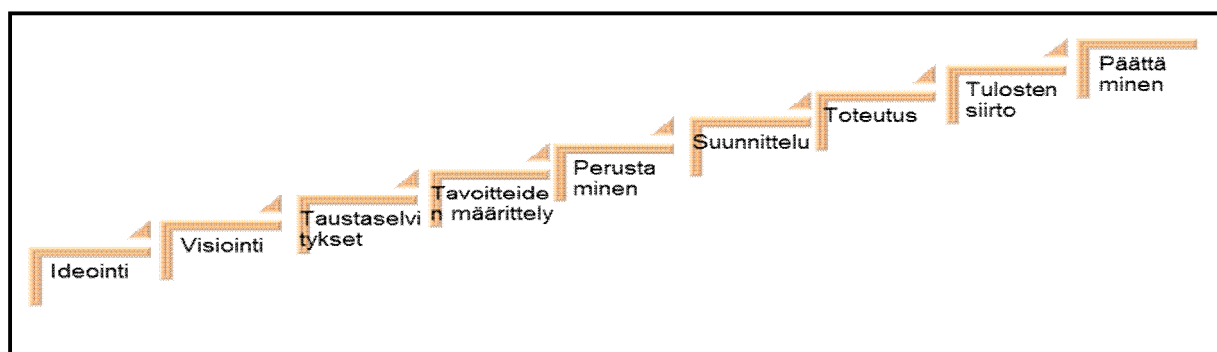 Ideointi
Visiointi
Taustaselvi
tykset
Tavoitteide
n määrittely
Perusta
minen
Suunnittelu
Toteutus
Tulosten
siirto
Päättä
minen